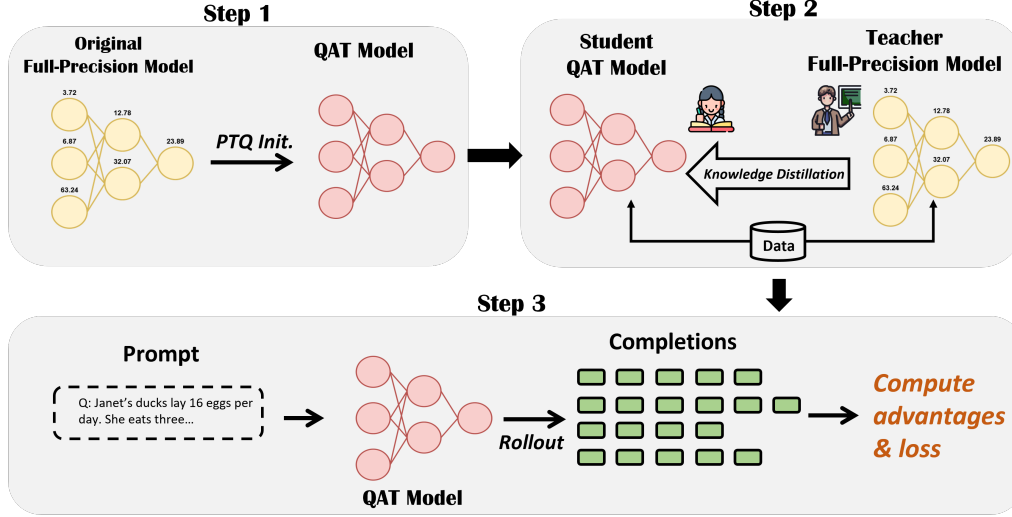 Step 1
Original
Full-Precision Model
QAT Model
3.72
12.78
6.87
23.89
32.07
63.24
PTQ Init.
Step 2
Student
QAT Model
Teacher
Full-Precision Model
3.72
12.78
6.87
23.89
32.07
63.24
Knowledge Distillation
Data
Step 3
Prompt
Q: Janet's ducks lay 16 eggs per
day. She eats three...
QAT Model
Rollout
Completions
Compute
advantages
& loss